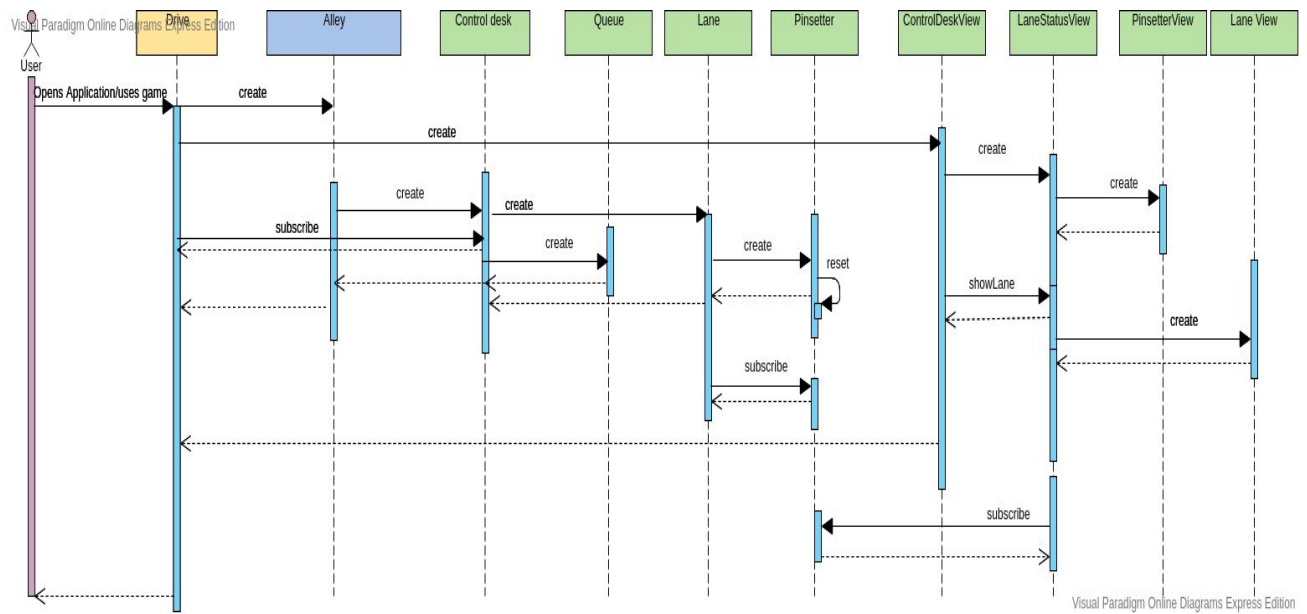 Visual Paradigm Online Diagrams Express Edition
Drive
Alley
Control desk
Queue
Lane
Pinsetter
ControlDeskView
LaneStatusView
PinsetterView
Lane View
User
Opens Application/uses game
create
create
create
create
create
create
subscribe
create
create
reset
showLane
create
subscribe
subscribe
Visual Paradigm Online Diagrams Express Edition